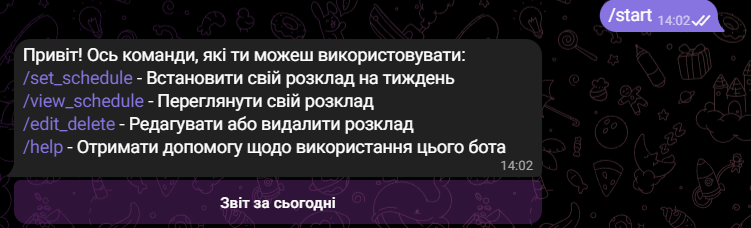 /start 14:02
Привіт! Ось команди, які ти можеш використовувати:
/set_schedule - Встановити свій розклад на тиждень
/view_schedule - Переглянути свій розклад
/edit_delete - Редагувати або видалити розклад
/help - Отримати допомогу щодо використання цього бота
14:02
Звіт за сьогодні